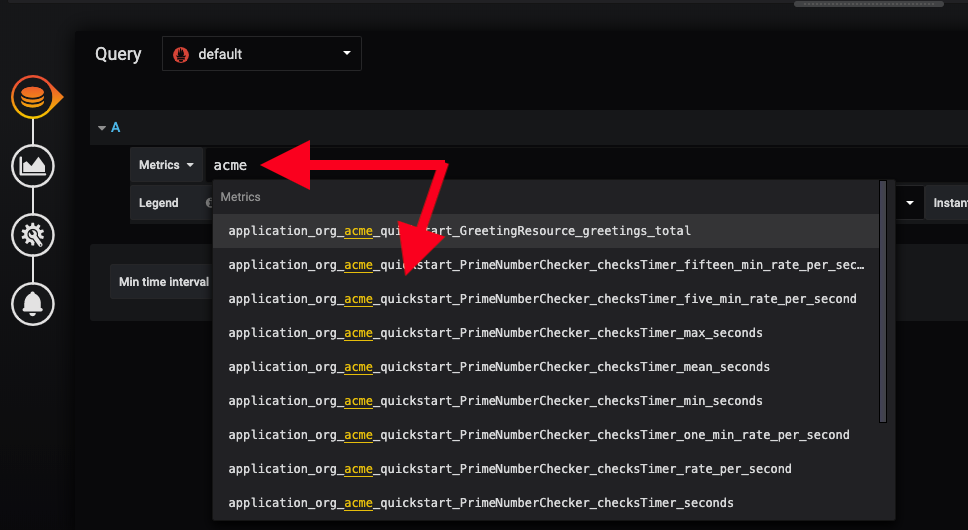 Query
default
A
Metrics
acme
Legend
Instan
Min time interval
Metrics
application_org_acme_quickstart_GreetingResource_greetings_total
application_org_acme_quickstart_PrimeNumberChecker_checksTimer_fifteen_min_rate_per_sec…
application_org_acme_quickstart_PrimeNumberChecker_checksTimer_five_min_rate_per_second
application_org_acme_quickstart_PrimeNumberChecker_checksTimer_max_seconds
application_org_acme_quickstart_PrimeNumberChecker_checksTimer_mean_seconds
application_org_acme_quickstart_PrimeNumberChecker_checksTimer_min_seconds
application_org_acme_quickstart_PrimeNumberChecker_checksTimer_one_min_rate_per_second
application_org_acme_quickstart_PrimeNumberChecker_checksTimer_rate_per_second
application_org_acme_quickstart_PrimeNumberChecker_checksTimer_seconds